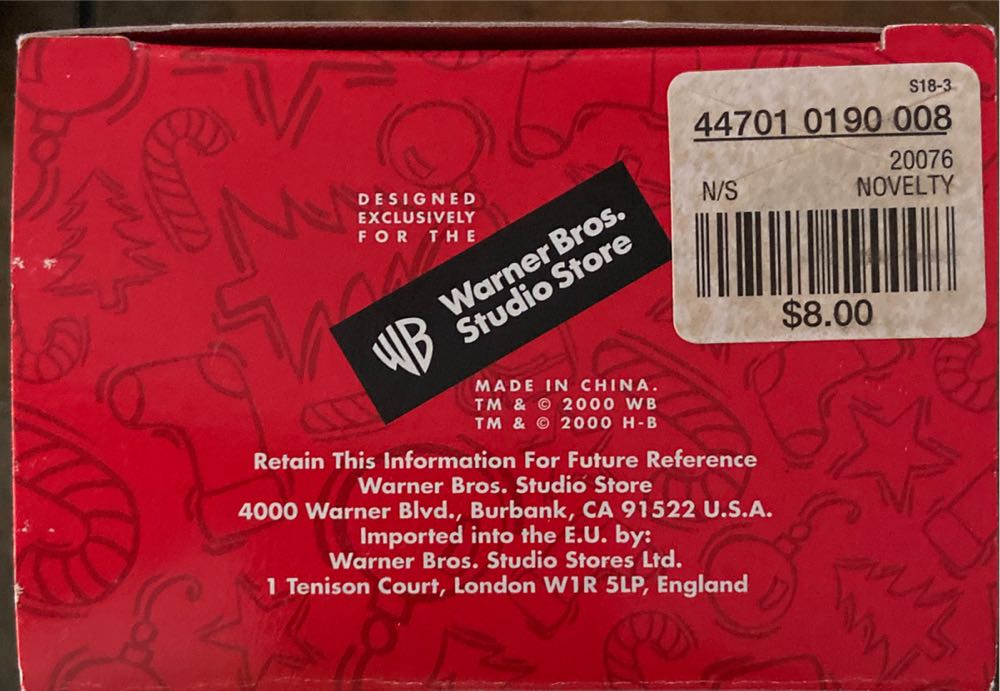 S18-3
44701 0190 008
20076
N/S NOVELTY
$8.00
DESIGNED
EXCLUSIVELY
FOR THE
WB Warner Bros.
Studio Store
MADE IN CHINA.
TM & © 2000 WB
TM & © 2000 H-B
Retain This Information For Future Reference
Warner Bros. Studio Store
4000 Warner Blvd., Burbank, CA 91522 U.S.A.
Imported into the E.U. by:
Warner Bros. Studio Stores Ltd.
1 Tenison Court, London W1R 5LP, England